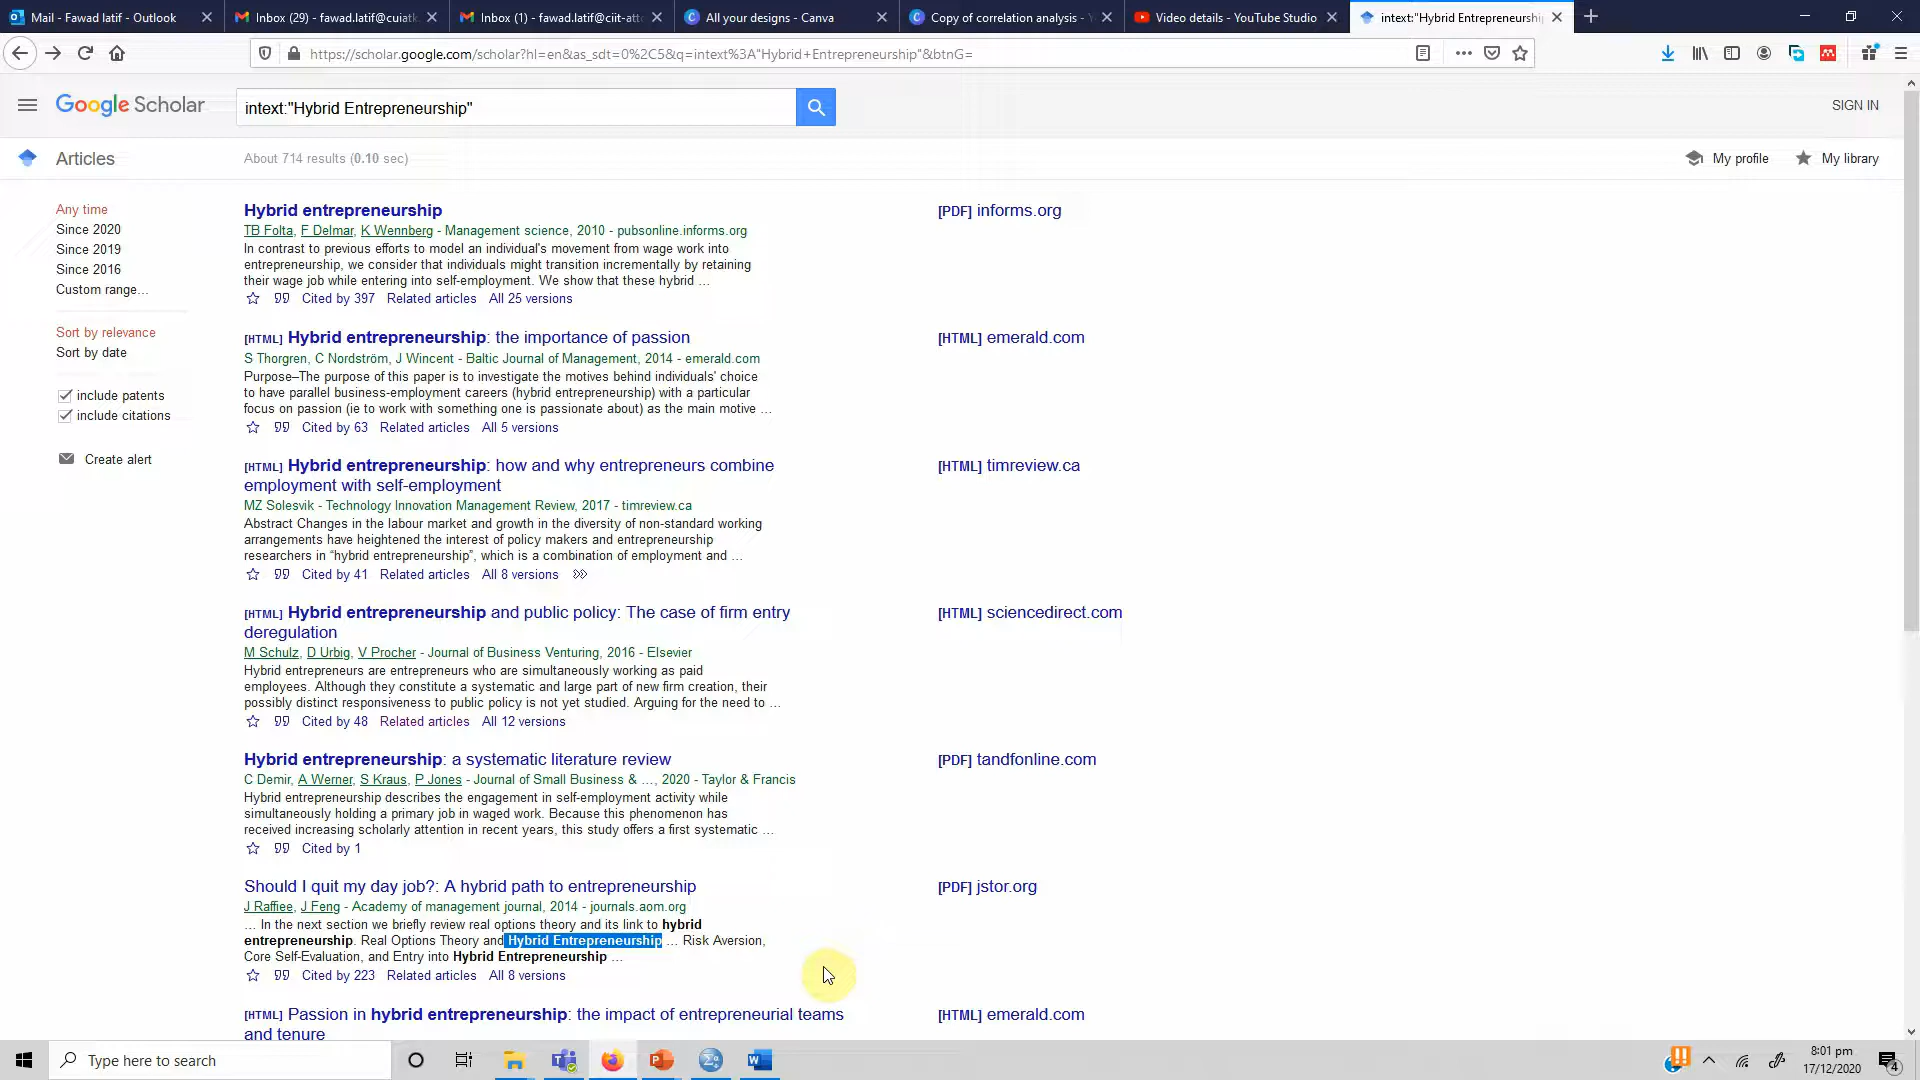 Mail - Fawad latif - Outlook
Inbox (29) - fawad.latif@cuiatk
Inbox (1) - fawad.latif@ciit-att
All your designs - Canva
Copy of correlation analysis -
Video details - YouTube Studio
intext:"Hybrid Entrepreneurshi
https://scholar.google.com/scholar?hl=en&as_sdt=0%2C5&q=intext%3A"Hybrid+Entrepreneurship"&btnG=
Google Scholar
intext:"Hybrid Entrepreneurship"
SIGN IN
Articles
About 714 results (0.10 sec)
My profile
My library
Any time
Since 2020
Since 2019
Since 2016
Custom range...
Sort by relevance
Sort by date
include patents
include citations
Create alert
Hybrid entrepreneurship
[PDF] informs.org
TB Folta, F Delmar, K Wennberg - Management science, 2010 - pubsonline.informs.org
In contrast to previous efforts to model an individual's movement from wage work into
entrepreneurship, we consider that individuals might transition incrementally by retaining
their wage job while entering into self-employment. We show that these hybrid ...
Cited by 397 Related articles All 25 versions
[HTML] Hybrid entrepreneurship: the importance of passion
[HTML] emerald.com
S Thorgren, C Nordström, J Wincent - Baltic Journal of Management, 2014 - emerald.com
Purpose–The purpose of this paper is to investigate the motives behind individuals' choice
to have parallel business-employment careers (hybrid entrepreneurship) with a particular
focus on passion (ie to work with something one is passionate about) as the main motive ...
Cited by 63 Related articles All 5 versions
[HTML] Hybrid entrepreneurship: how and why entrepreneurs combine
employment with self-employment
[HTML] timreview.ca
MZ Solesvik - Technology Innovation Management Review, 2017 - timreview.ca
Abstract Changes in the labour market and growth in the diversity of non-standard working
arrangements have heightened the interest of policy makers and entrepreneurship
researchers in “hybrid entrepreneurship”, which is a combination of employment and ...
Cited by 41 Related articles All 8 versions
[HTML] Hybrid entrepreneurship and public policy: The case of firm entry
deregulation
[HTML] sciencedirect.com
M Schulz, D Urbig, V Procher - Journal of Business Venturing, 2016 - Elsevier
Hybrid entrepreneurs are entrepreneurs who are simultaneously working as paid
employees. Although they constitute a systematic and large part of new firm creation, their
possibly distinct responsiveness to public policy is not yet studied. Arguing for the need to ...
Cited by 48 Related articles All 12 versions
Hybrid entrepreneurship: a systematic literature review
[PDF] tandfonline.com
C Demir, A Werner, S Kraus, P Jones - Journal of Small Business & ..., 2020 - Taylor & Francis
Hybrid entrepreneurship describes the engagement in self-employment activity while
simultaneously holding a primary job in waged work. Because this phenomenon has
received increasing scholarly attention in recent years, this study offers a first systematic ...
Cited by 1
Should I quit my day job?: A hybrid path to entrepreneurship
[PDF] jstor.org
J Raffiee, J Feng - Academy of management journal, 2014 - journals.aom.org
... In the next section we briefly review real options theory and its link to hybrid
entrepreneurship. Real Options Theory and Hybrid Entrepreneurship ... Risk Aversion,
Core Self-Evaluation, and Entry into Hybrid Entrepreneurship ...
Cited by 223 Related articles All 8 versions
[HTML] Passion in hybrid entrepreneurship: the impact of entrepreneurial teams
and tenure
[HTML] emerald.com
Type here to search
8:01 pm
17/12/2020
4